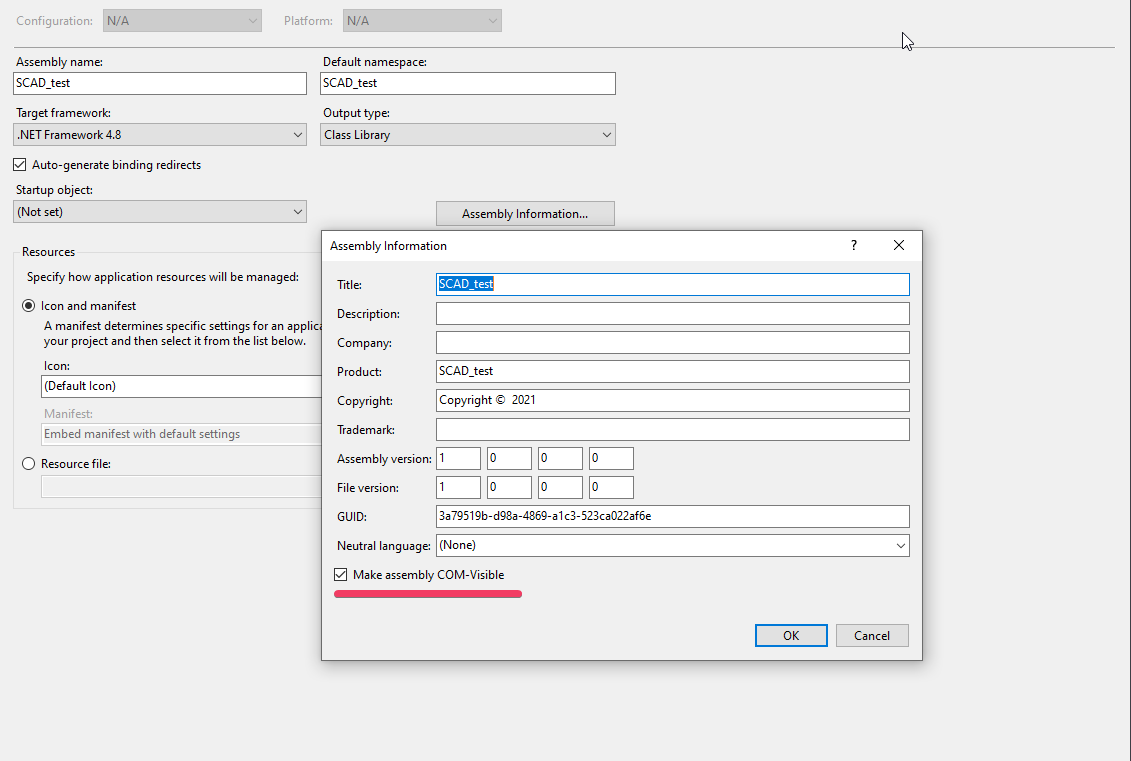 Configuration: N/A Platform: N/A
Assembly name: Default namespace:
SCAD_test SCAD_test
Target framework: Output type:
.NET Framework 4.8 Class Library
Auto-generate binding redirects
Startup object:
(Not set) Assembly Information...
Resources
Specify how application resources will be managed:
Icon and manifest
A manifest determines specific settings for an applica
your project and then select it from the list below.
Icon:
(Default Icon)
Manifest:
Embed manifest with default settings
Resource file:
Assembly Information ?
Title: SCAD_test
Description:
Company:
Product: SCAD_test
Copyright: Copyright ©  2021
Trademark:
Assembly version: 1 0 0 0
File version: 1 0 0 0
GUID: 3a79519b-d98a-4869-a1c3-523ca022af6e
Neutral language: (None)
Make assembly COM-Visible
OK Cancel